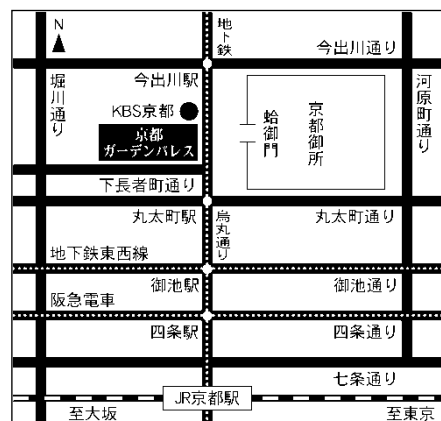 N
地下鉄
今出川通り
堀川通り
今出川駅
河原町通り
KBS京都
京都
ガーデンパレス
蛤御門
京都御所
下長者町通り
丸太町駅
烏丸通り
丸太町通り
地下鉄東西線
御池駅
御池通り
阪急電車
四条駅
四条通り
七条通り
JR京都駅
至大坂
至東京